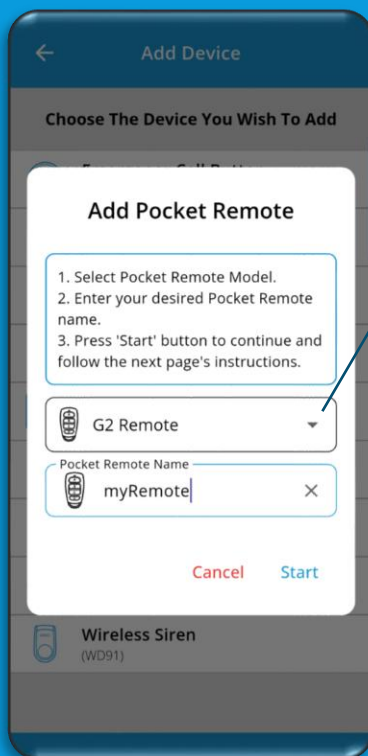 Add Device
Choose The Device You Wish To Add
Add Pocket Remote
1. Select Pocket Remote Model.
2. Enter your desired Pocket Remote
name.
3. Press 'Start' button to continue and
follow the next page's instructions.
G2 Remote
Pocket Remote Name
myRemote
Cancel
Start
Wireless Siren
(WD91)